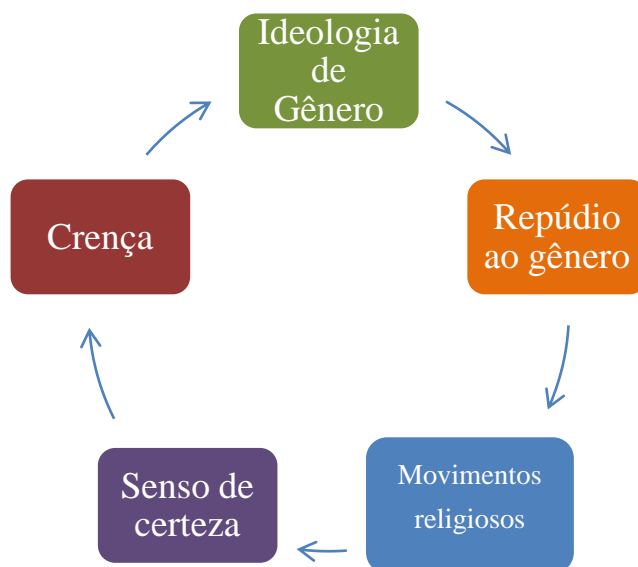 Ideologia
de
Gênero
Repúdio
ao gênero
Movimentos
religiosos
Senso de
certeza
Crença